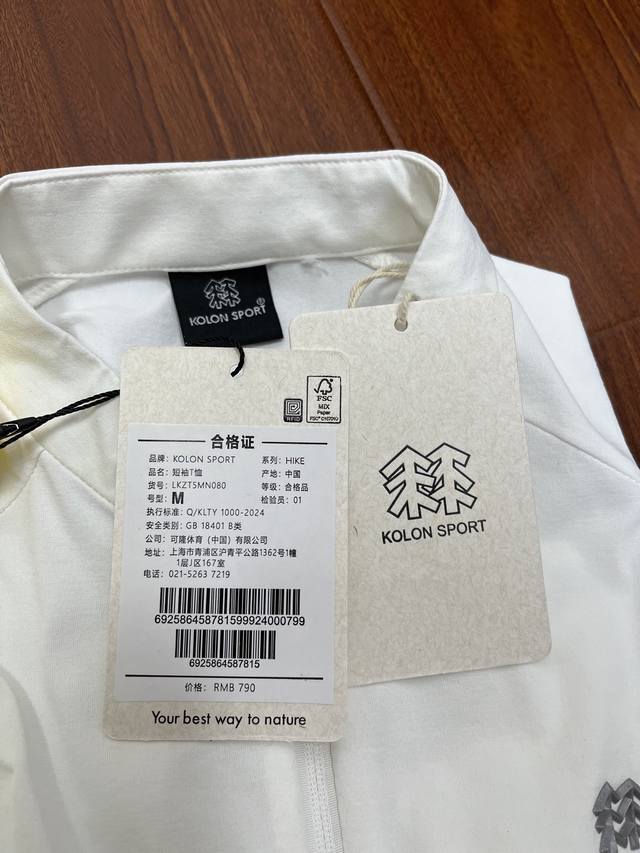 KOLON SPORT
RFID
FSC
MIX
Paper
合格证
品牌: KOLON SPORT 系列: HIKE
品名: 短袖T恤 产地: 中国
货号: LKZT5MN080 等级: 合格品
号型: M 检验员: 01
执行标准: Q/KLTY 1000-2024
安全类别: GB 18401 B类
公司: 可隆体育（中国）有限公司
地址: 上海市青浦区沪青平公路1362号1幢
1层J区167室
电话: 021-5263 7219
692586458781599924000799
6925864587815
价格: RMB 790
Your best way to nature
KOLON SPORT